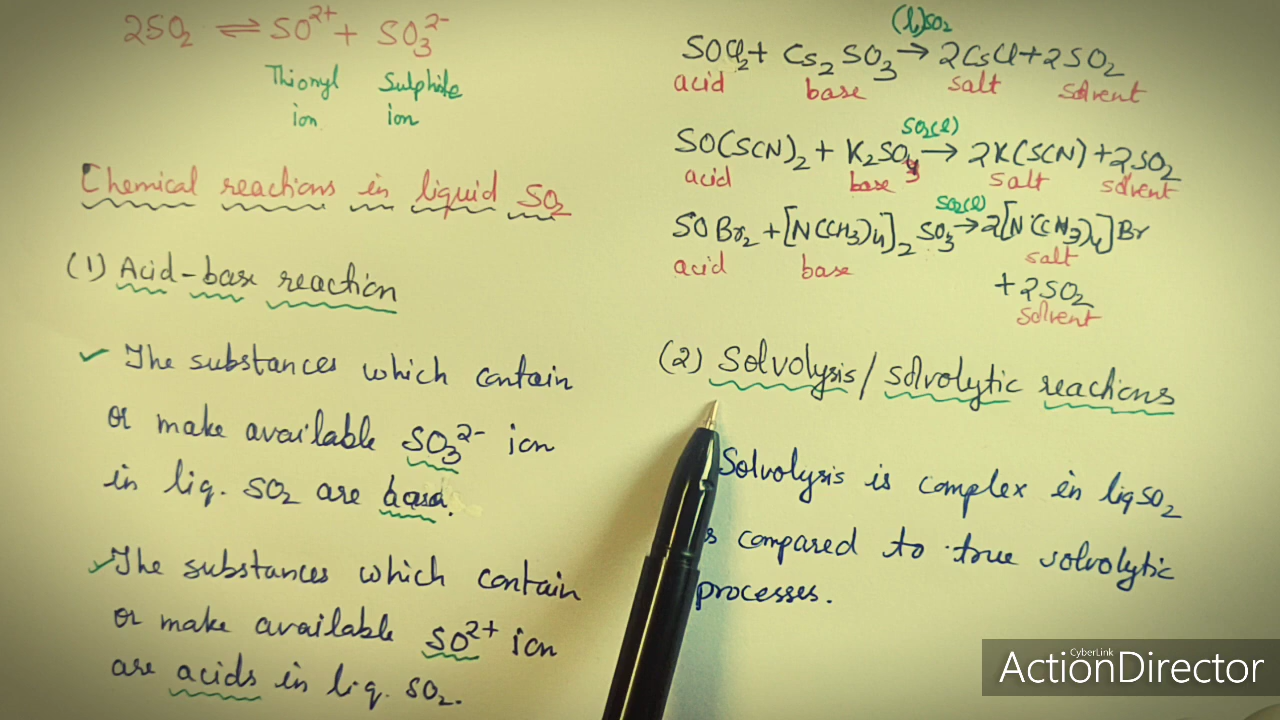 2SO₂ ⇌ SO²⁺ + SO₃²⁻
Thionyl Sulphite
ion ion
Chemical reactions in liquid SO₂
(1) Acid-base reaction
✓ The substances which contain
or make available SO₃²⁻ ion
in liq. SO₂ are
✓ The substances which contain
or make available SO²⁺ ion
are acids in liq. SO₂.
(l)SO₂
SOCl₂ + Cs₂SO₃ → 2CsCl + 2SO₂
acid base salt solvent
SO₂(l)
SO(SCN)₂ + K₂SO₃ → 2K(SCN) + 2SO₂
acid base salt solvent
SO₂(l)
SOBr₂ + [N(CH₃)₄]₂ SO₃ → 2[N(CH₃)₄]Br
acid base salt
+ 2SO₂
solvent
(2) Solvolysis / solvolytic reactions
Solvolysis is complex in liq SO₂
compared to true solvolytic
processes.
CyberLink
ActionDirector